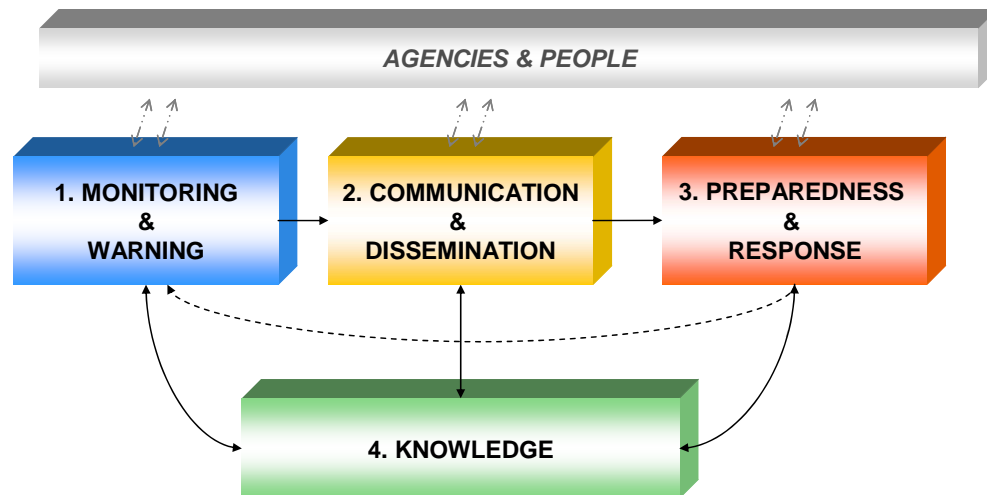 AGENCIES & PEOPLE
1. MONITORING
&
WARNING
2. COMMUNICATION
&
DISSEMINATION
3. PREPAREDNESS
&
RESPONSE
4. KNOWLEDGE